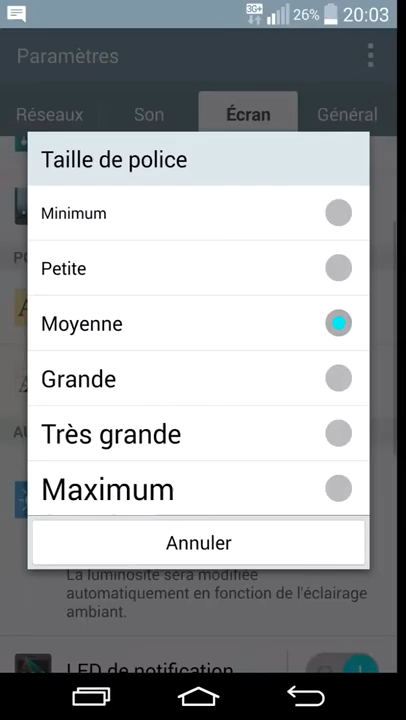 3G+ 26% 20:03
Paramètres
Réseaux Son Écran Général
Taille de police
Minimum
Petite
Moyenne
Grande
Très grande
Maximum
Annuler
La luminosité sera modifiée
automatiquement en fonction de l'éclairage
ambiant.
LED de notification